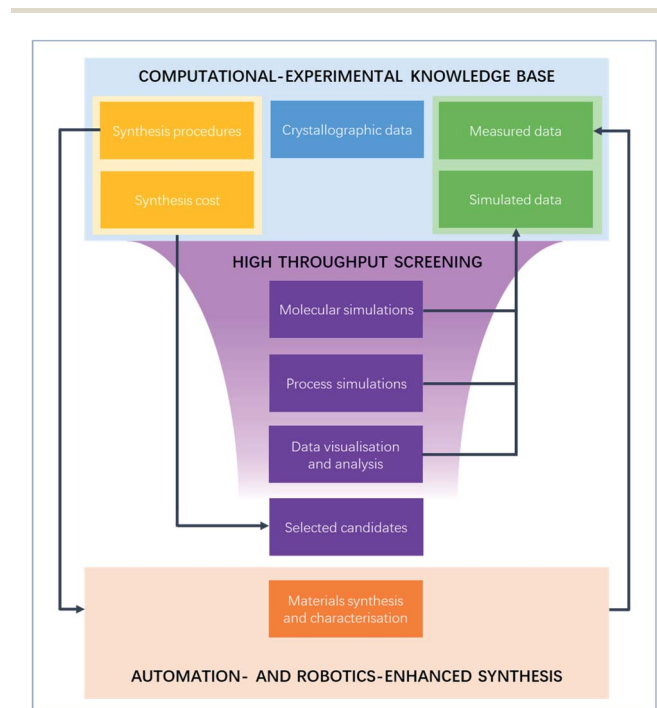 COMPUTATIONAL-EXPERIMENTAL KNOWLEDGE BASE
Synthesis procedures
Crystallographic data
Measured data
Synthesis cost
Simulated data
HIGH THROUGHPUT SCREENING
Molecular simulations
Process simulations
Data visualisation
and analysis
Selected candidates
Materials synthesis
and characterisation
AUTOMATION- AND ROBOTICS-ENHANCED SYNTHESIS